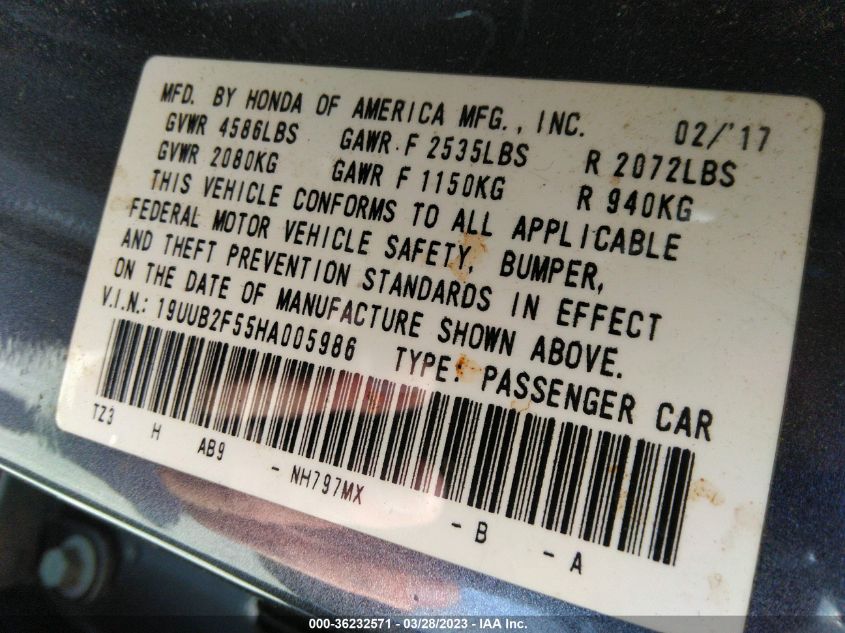 MFD. BY HONDA OF AMERICA MFG., INC. 02/'17
GVWR 4586LBS GAWR F 2535LBS R 2072LBS
GVWR 2080KG GAWR F 1150KG R 940KG
THIS VEHICLE CONFORMS TO ALL APPLICABLE
FEDERAL MOTOR VEHICLE SAFETY, BUMPER,
AND THEFT PREVENTION STANDARDS IN EFFECT
ON THE DATE OF MANUFACTURE SHOWN ABOVE.
V.I.N.: 19UUB2F55HA005986 TYPE: PASSENGER CAR
TZ3 H AB9 - NH797MX - B - A
000-36232571 - 03/28/2023 - IAA Inc.